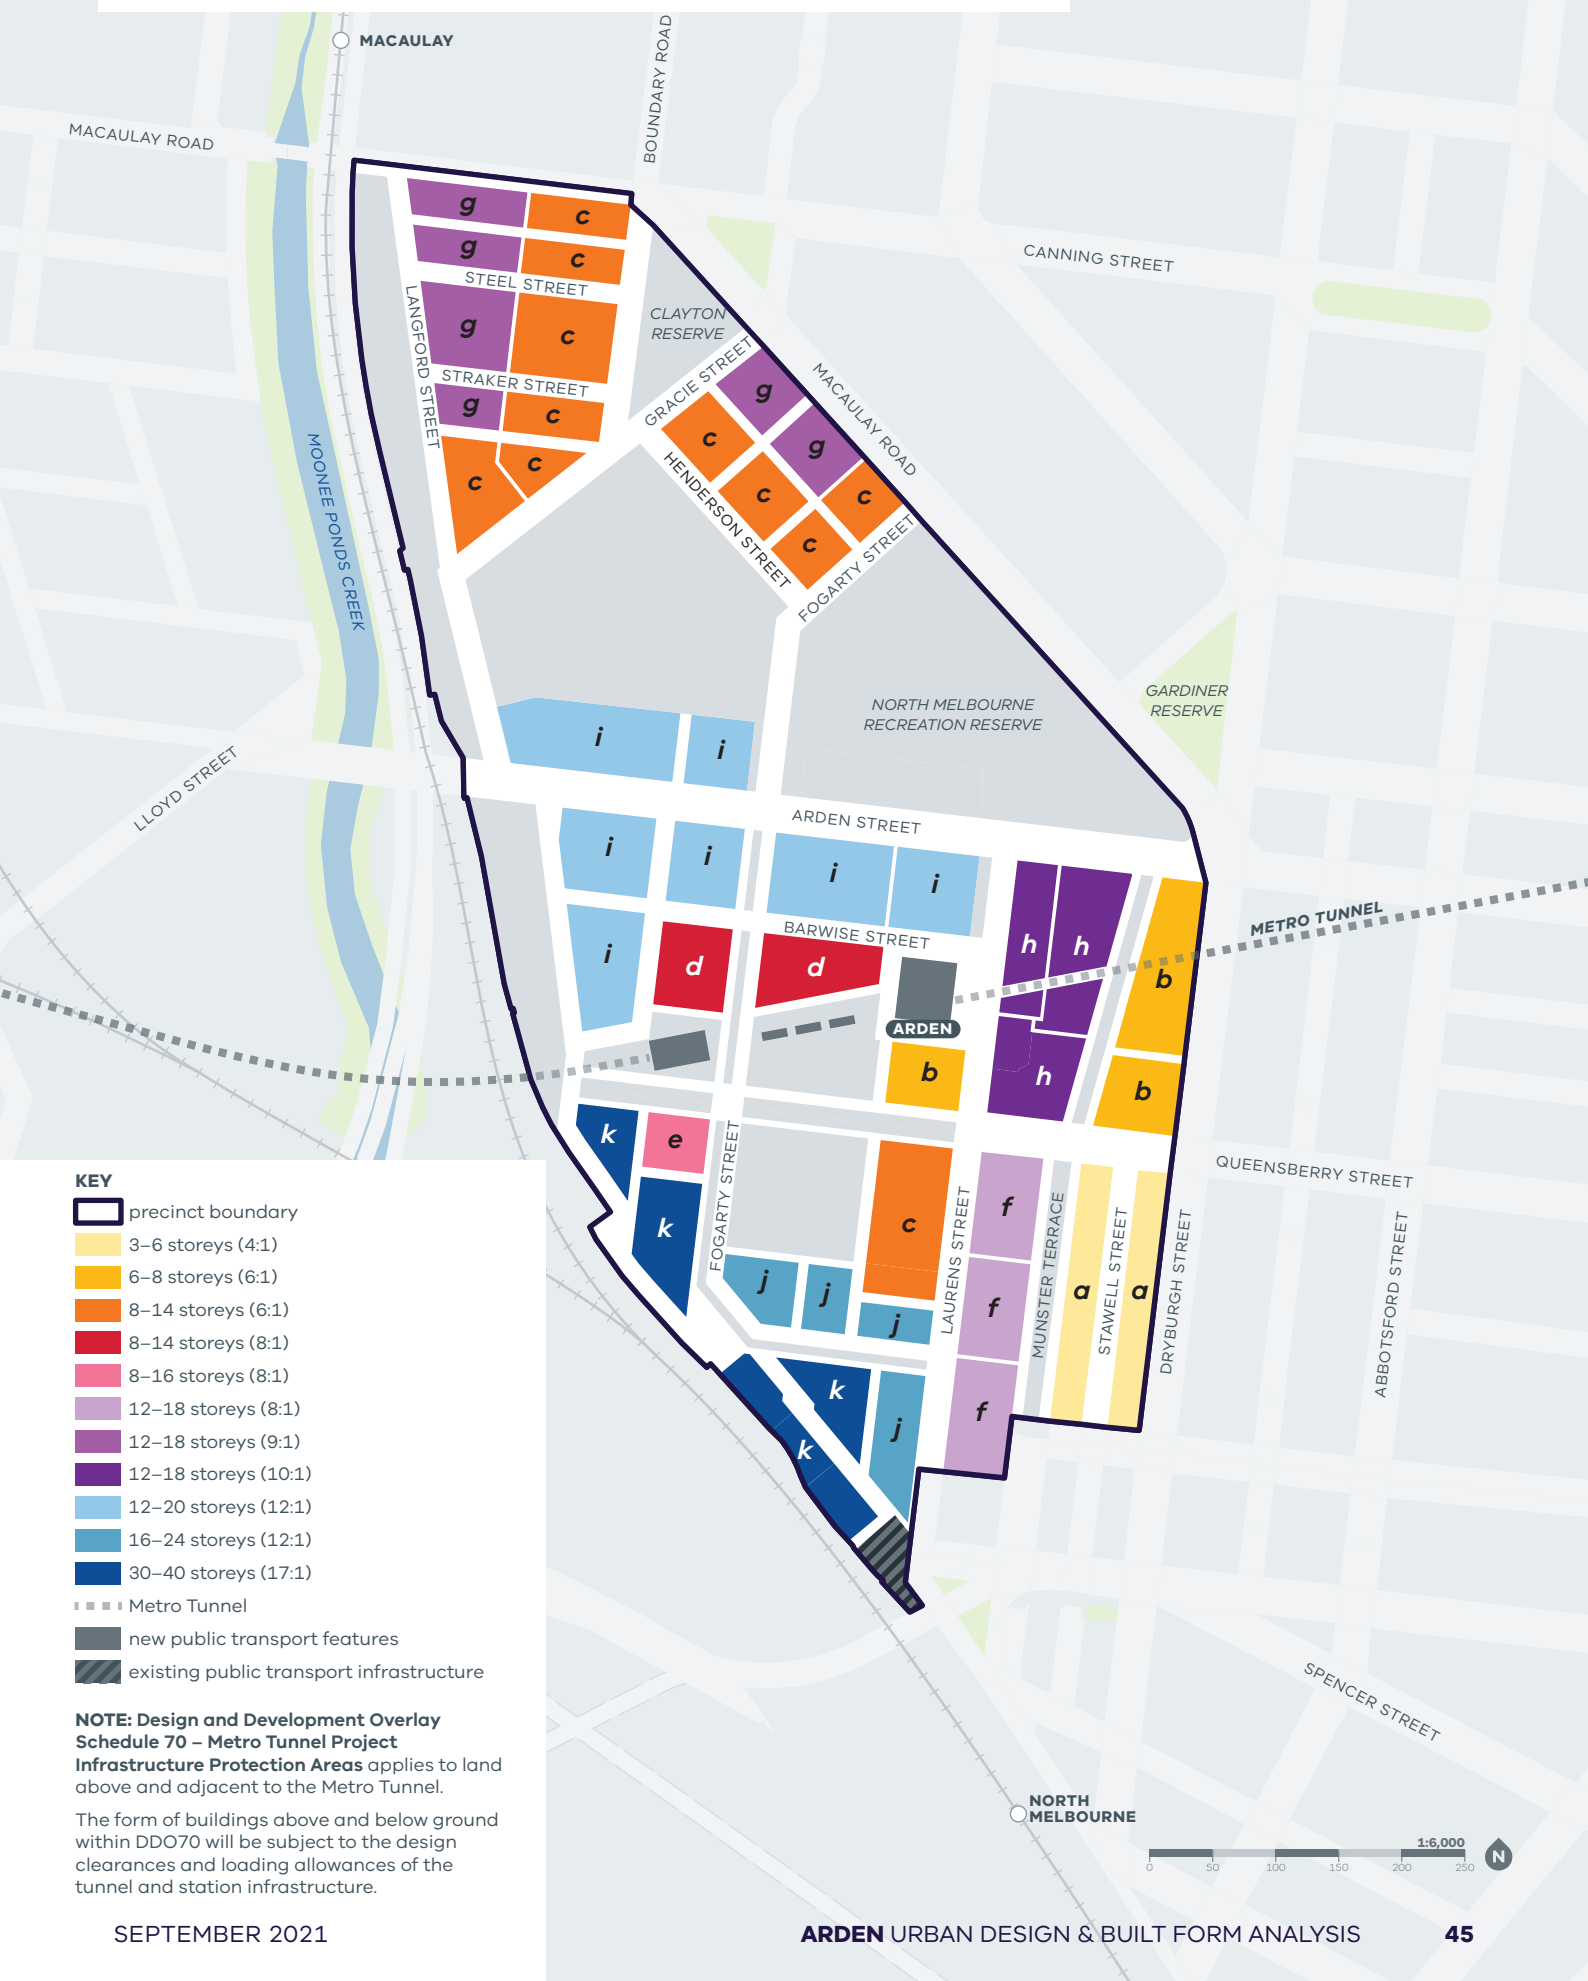 MACAULAY
BOUNDARY ROAD
MACAULAY ROAD
g
c
g
c
CANNING STREET
STEEL STREET
LANGFORD STREET
CLAYTON
RESERVE
g
c
GRACIE STREET
STRAKER STREET
MACAULAY ROAD
g
g
c
c
g
MOONEE PONDS CREEK
c
c
HENDERSON STREET
c
c
c
FOGARTY STREET
NORTH MELBOURNE
RECREATION RESERVE
GARDINER
RESERVE
i
i
LLOYD STREET
ARDEN STREET
i
i
i
i
METRO TUNNEL
BARWISE STREET
h
h
i
d
d
b
ARDEN
b
h
b
k
e
FOGARTY STREET
QUEENSBERRY STREET
k
c
LAURENS STREET
f
MUNSTER TERRACE
STAWELL STREET
DRYBURGH STREET
ABBOTSFORD STREET
j
j
j
f
a
a
k
j
f
k
KEY
precinct boundary
3–6 storeys (4:1)
6–8 storeys (6:1)
8–14 storeys (6:1)
8–14 storeys (8:1)
8–16 storeys (8:1)
12–18 storeys (8:1)
12–18 storeys (9:1)
12–18 storeys (10:1)
12–20 storeys (12:1)
16–24 storeys (12:1)
30–40 storeys (17:1)
Metro Tunnel
new public transport features
existing public transport infrastructure
NOTE: Design and Development Overlay
Schedule 70 – Metro Tunnel Project
Infrastructure Protection Areas applies to land
above and adjacent to the Metro Tunnel.
The form of buildings above and below ground
within DDO70 will be subject to the design
clearances and loading allowances of the
tunnel and station infrastructure.
SPENCER STREET
NORTH
MELBOURNE
1:6,000
0 50 100 150 200 250
N
SEPTEMBER 2021
ARDEN URBAN DESIGN & BUILT FORM ANALYSIS 45